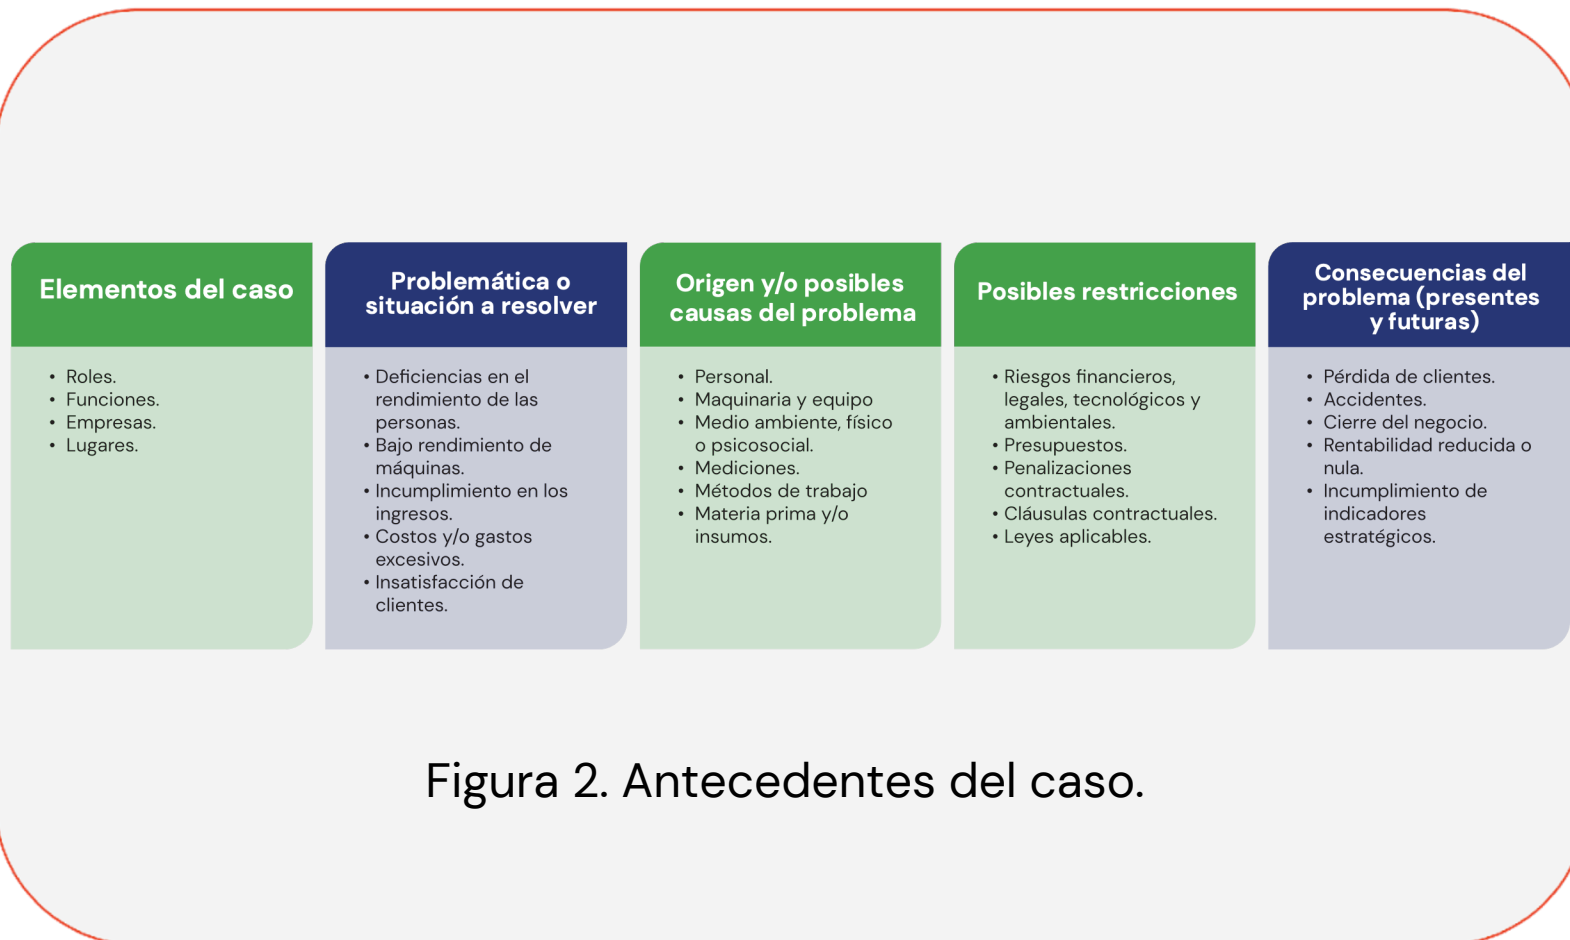 Elementos del caso
• Roles.
• Funciones.
• Empresas.
• Lugares.
Problemática o
situación a resolver
• Deficiencias en el
rendimiento de las
personas.
• Bajo rendimiento de
máquinas.
• Incumplimiento en los
ingresos.
• Costos y/o gastos
excesivos.
• Insatisfacción de
clientes.
Origen y/o posibles
causas del problema
• Personal.
• Maquinaria y equipo
• Medio ambiente, físico
o psicosocial.
• Mediciones.
• Métodos de trabajo
• Materia prima y/o
insumos.
Posibles restricciones
• Riesgos financieros,
legales, tecnológicos y
ambientales.
• Presupuestos.
• Penalizaciones
contractuales.
• Cláusulas contractuales.
• Leyes aplicables.
Consecuencias del
problema (presentes
y futuras)
• Pérdida de clientes.
• Accidentes.
• Cierre del negocio.
• Rentabilidad reducida o
nula.
• Incumplimiento de
indicadores
estratégicos.
Figura 2. Antecedentes del caso.